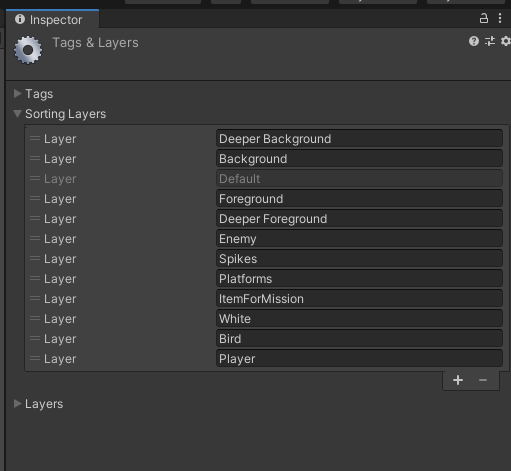 Inspector
Tags & Layers
Tags
Sorting Layers
Layer Deeper Background
Layer Background
Layer Default
Layer Foreground
Layer Deeper Foreground
Layer Enemy
Layer Spikes
Layer Platforms
Layer ItemForMission
Layer White
Layer Bird
Layer Player
Layers